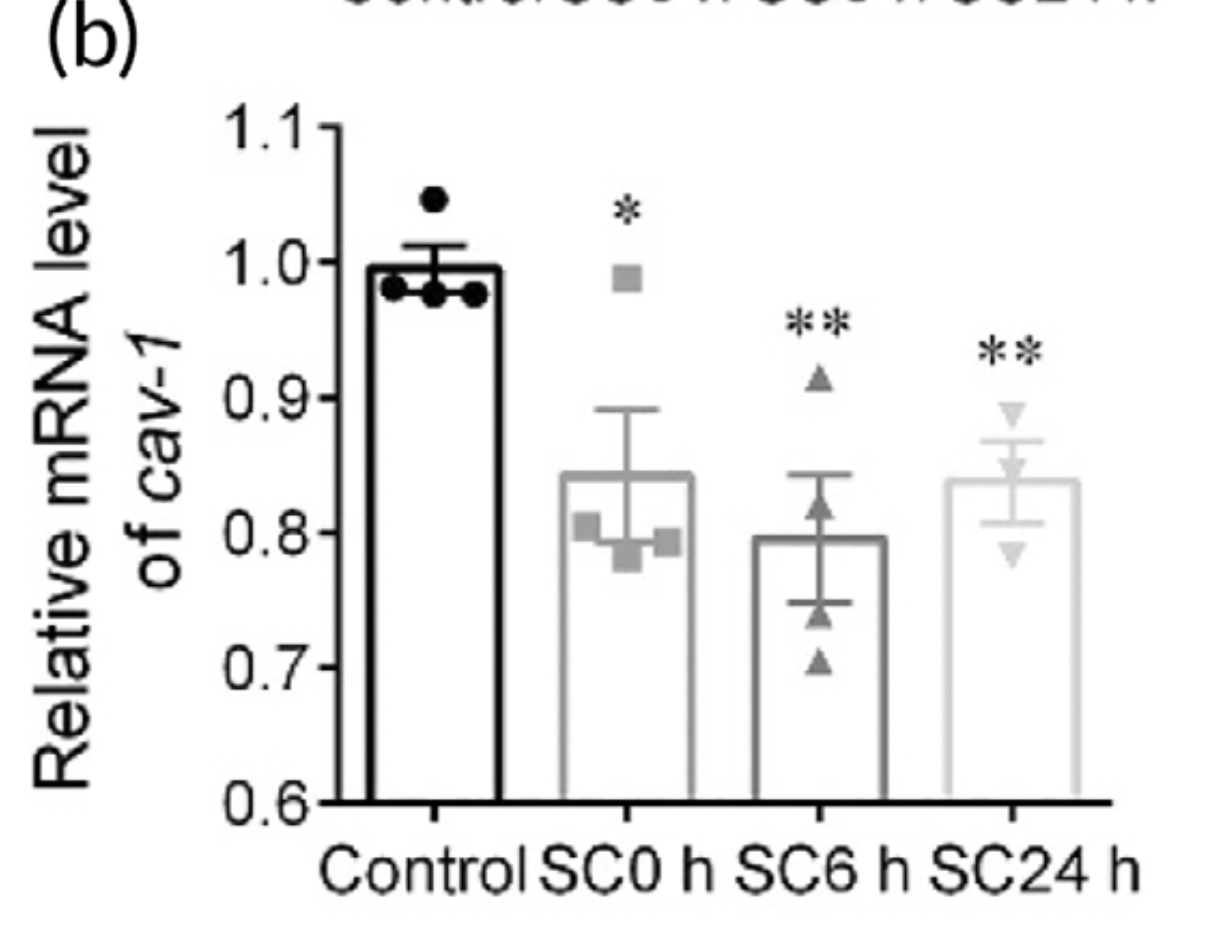 (b)
Relative mRNA level
of cav-1
1.1
1.0
0.9
0.8
0.7
0.6
*
**
**
Control SC0 h SC6 h SC24 h